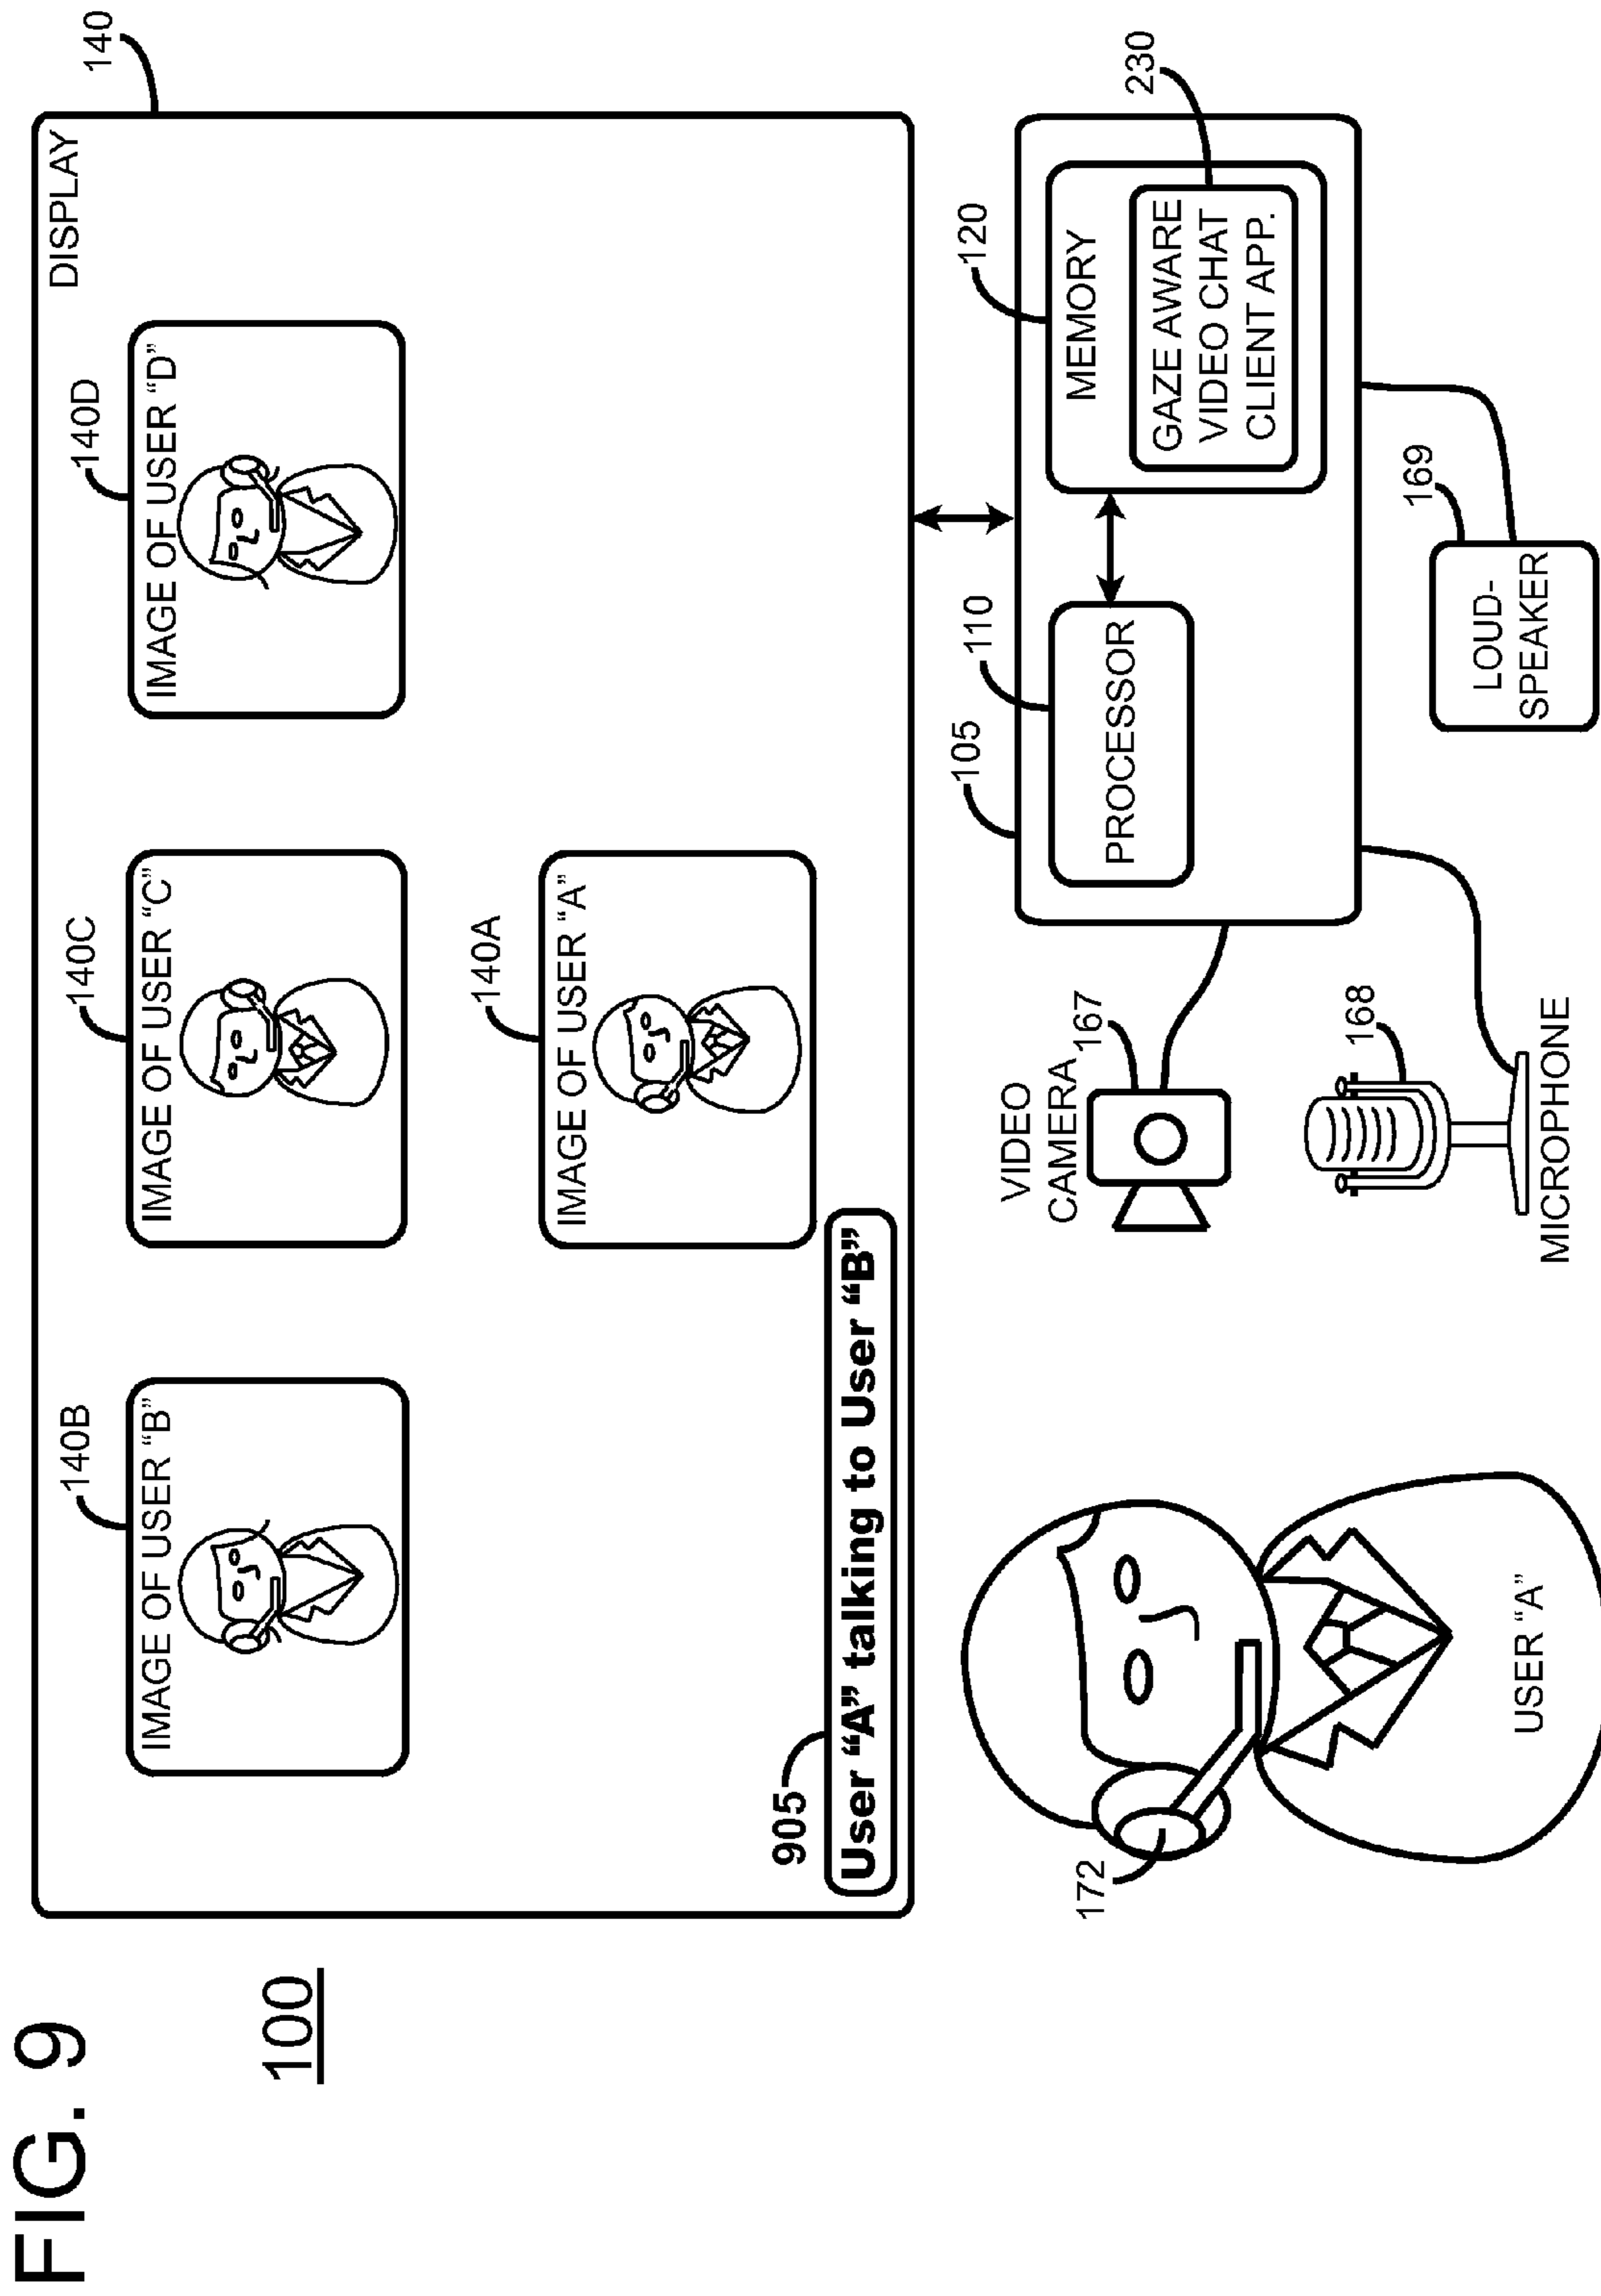 FIG. 9
100
DISPLAY
140
140B
140C
140D
IMAGE OF USER “B”
IMAGE OF USER “C”
IMAGE OF USER “D”
140A
IMAGE OF USER “A”
905
User “A” talking to User “B”
172
USER “A”
VIDEO
CAMERA
167
168
MICROPHONE
105
110
120
230
PROCESSOR
MEMORY
GAZE AWARE
VIDEO CHAT
CLIENT APP.
169
LOUD-
SPEAKER